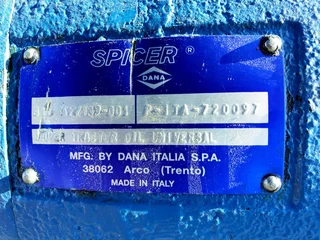 SPICER ®
DANA
P-ITA-720097
OIL UNIVERSAL
MFG. BY DANA ITALIA S.P.A.
38062 Arco (Trento)
MADE IN ITALY